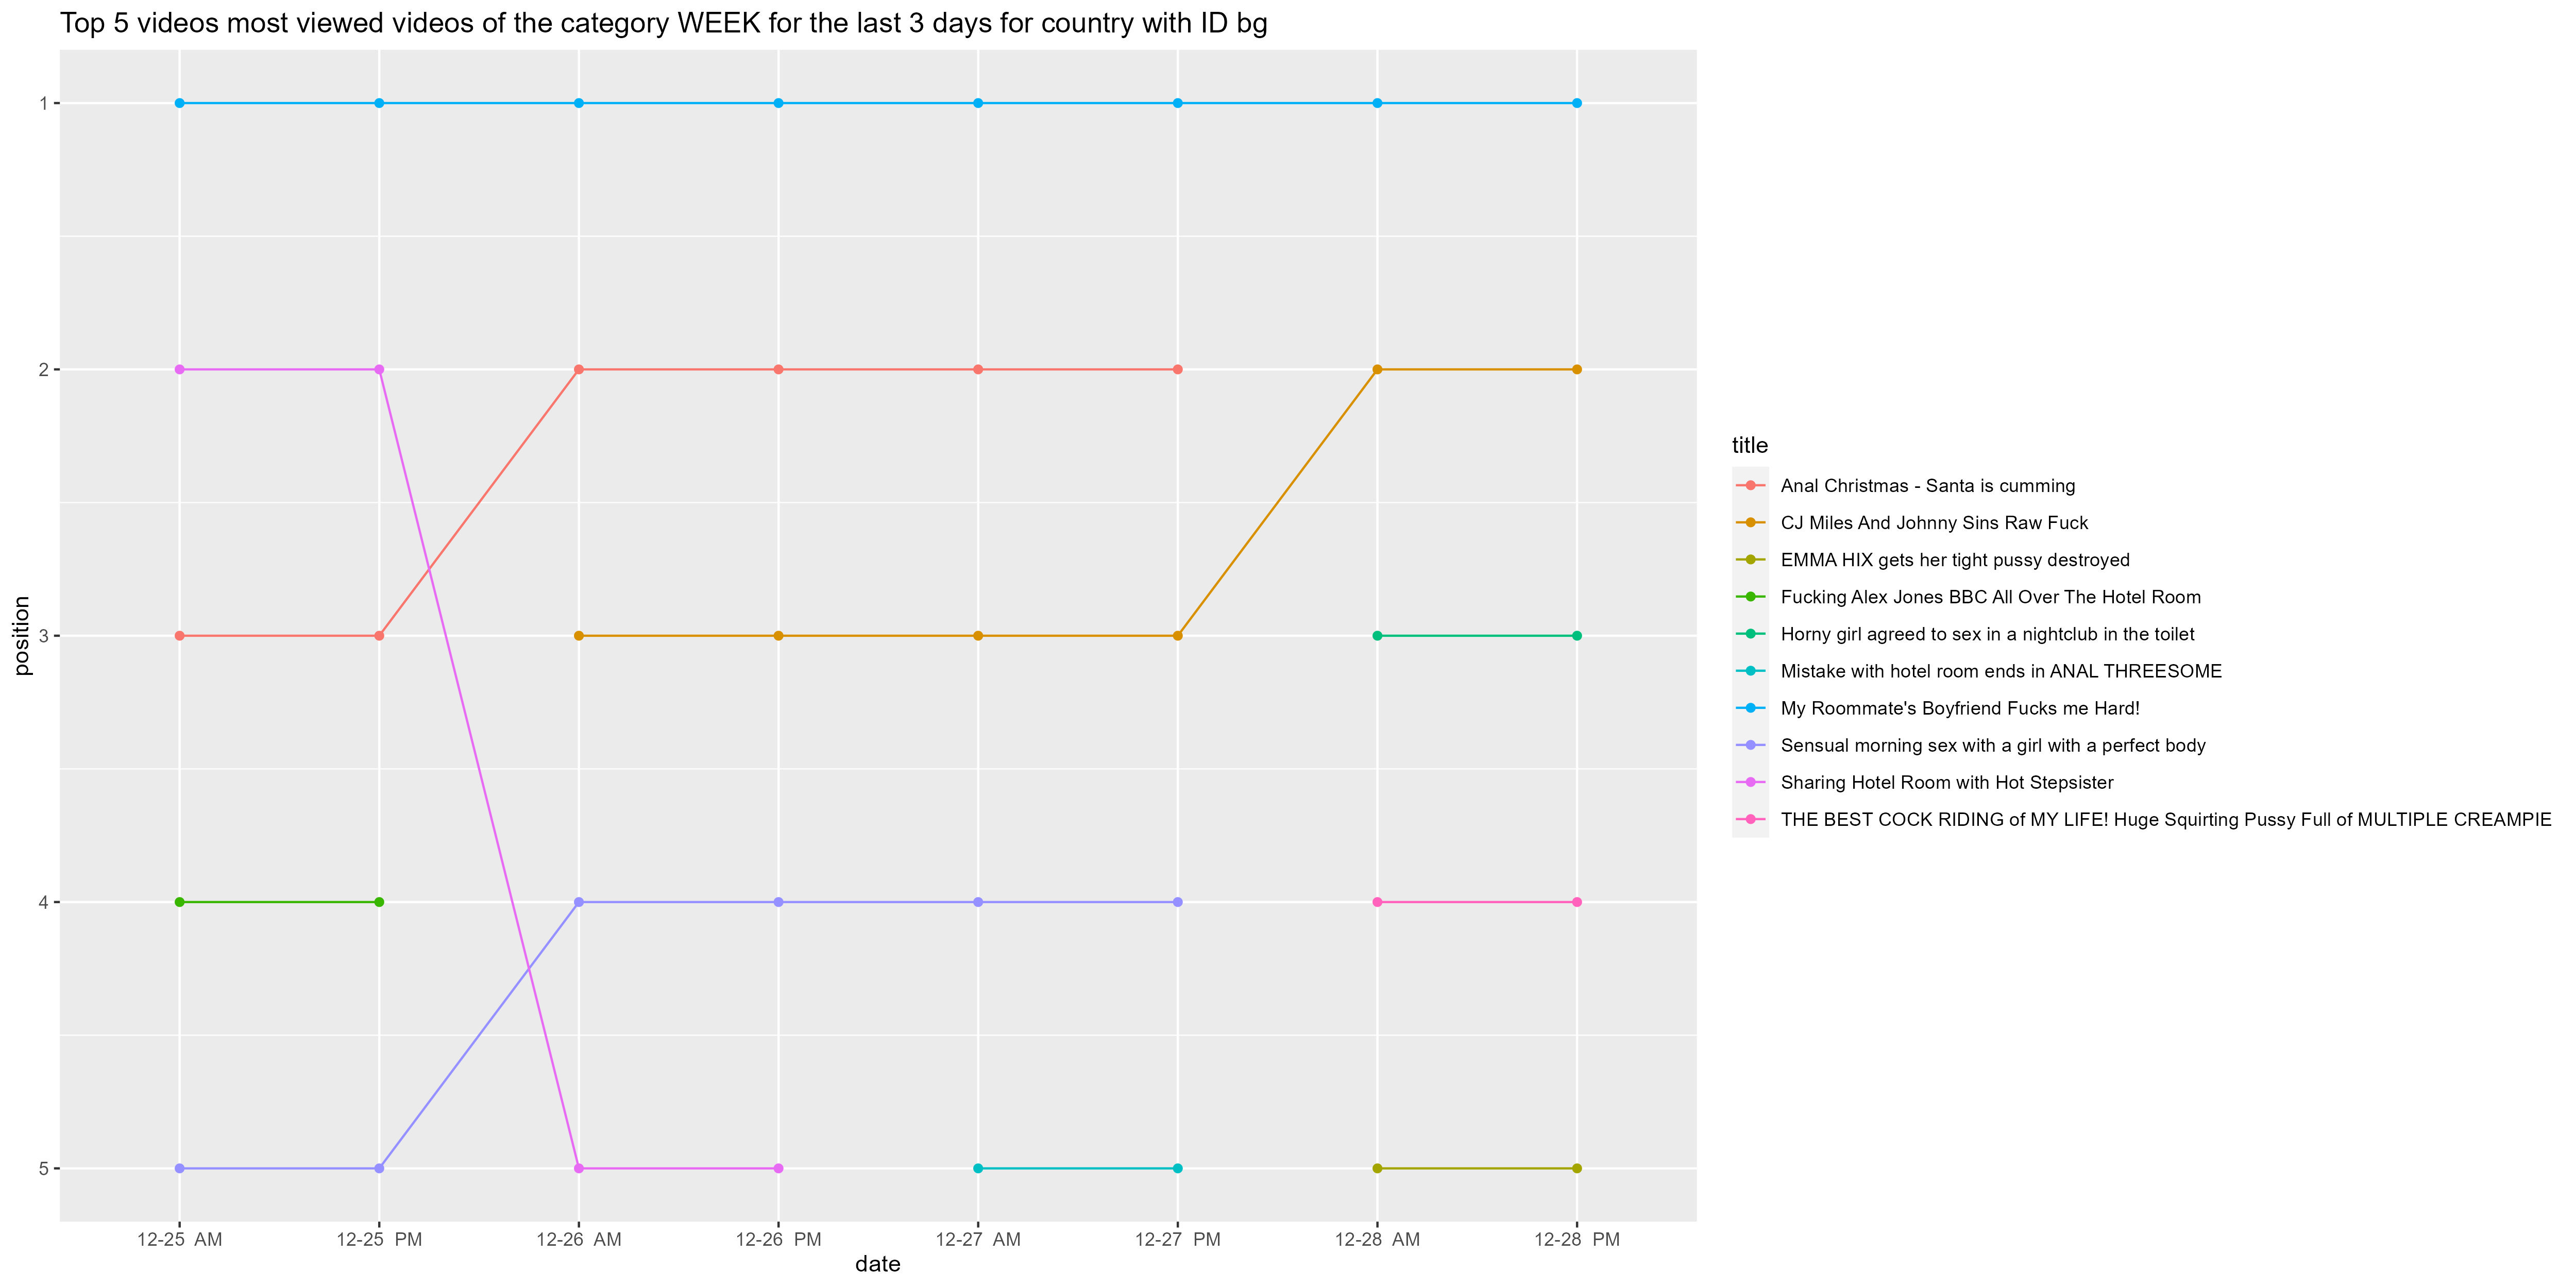 Top 5 videos most viewed videos of the category WEEK for the last 3 days for country with ID bg
position
1
2
3
4
5
12-25 AM
12-25 PM
12-26 AM
12-26 PM
12-27 AM
12-27 PM
12-28 AM
12-28 PM
date
title
Anal Christmas - Santa is cumming
CJ Miles And Johnny Sins Raw Fuck
EMMA HIX gets her tight pussy destroyed
Fucking Alex Jones BBC All Over The Hotel Room
Horny girl agreed to sex in a nightclub in the toilet
Mistake with hotel room ends in ANAL THREESOME
My Roommate's Boyfriend Fucks me Hard!
Sensual morning sex with a girl with a perfect body
Sharing Hotel Room with Hot Stepsister
THE BEST COCK RIDING of MY LIFE! Huge Squirting Pussy Full of MULTIPLE CREAMPIE